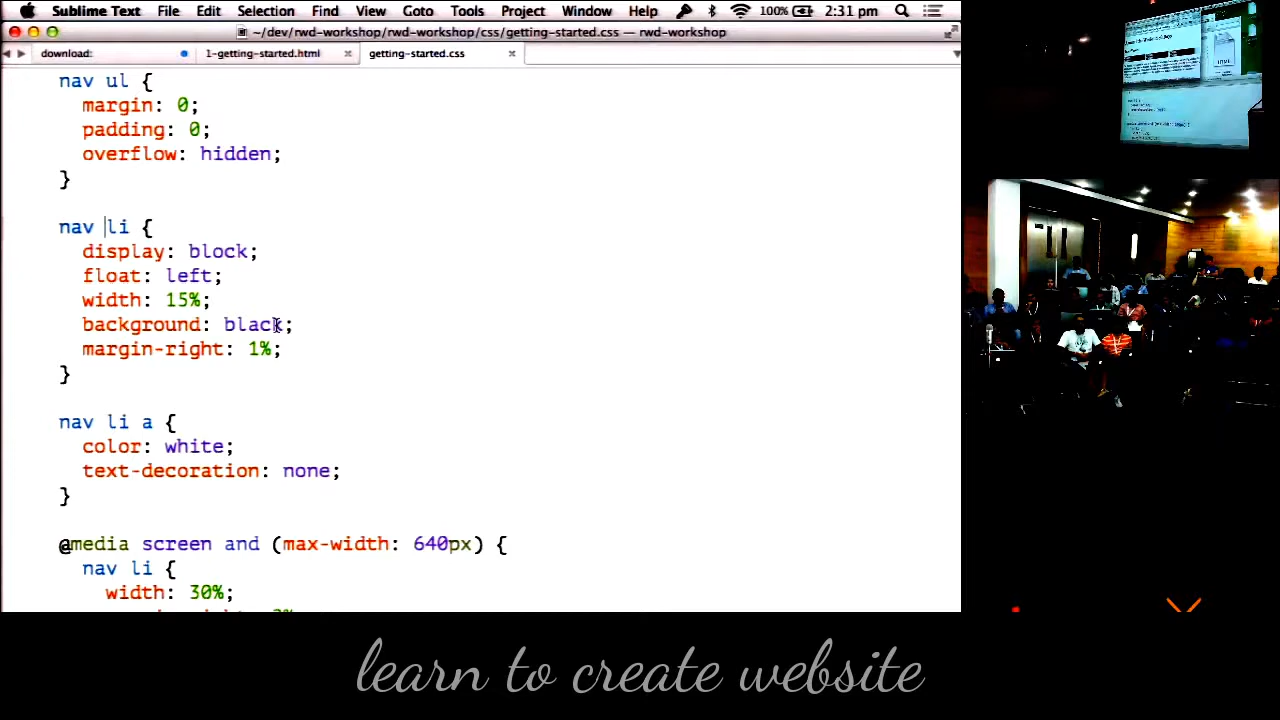 Sublime Text File Edit Selection Find View Goto Tools Project Window Help 100% 2:31 pm
~/dev/rwd-workshop/rwd-workshop/css/getting-started.css — rwd-workshop
download: 1-getting-started.html getting-started.css
nav ul {
margin: 0;
padding: 0;
overflow: hidden;
}
nav li {
display: block;
float: left;
width: 15%;
background: black;
margin-right: 1%;
}
nav li a {
color: white;
text-decoration: none;
}
@media screen and (max-width: 640px) {
nav li {
width: 30%;
learn to create website